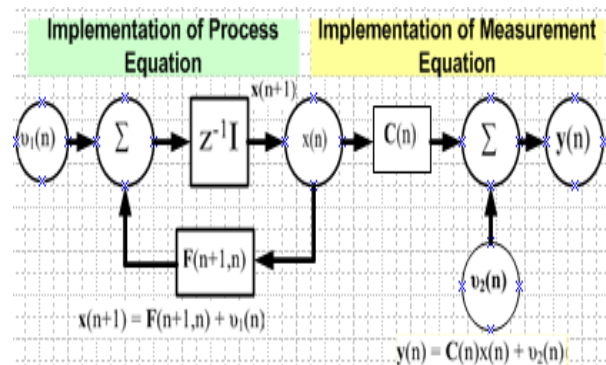 Implementation of Process
Equation
Implementation of Measurement
Equation
x(n+1)
υ₁(n)
Σ
z⁻¹I
x(n)
C(n)
Σ
y(n)
F(n+1,n)
υ₂(n)
x(n+1) = F(n+1,n) + υ₁(n)
y(n) = C(n)x(n) + υ₂(n)